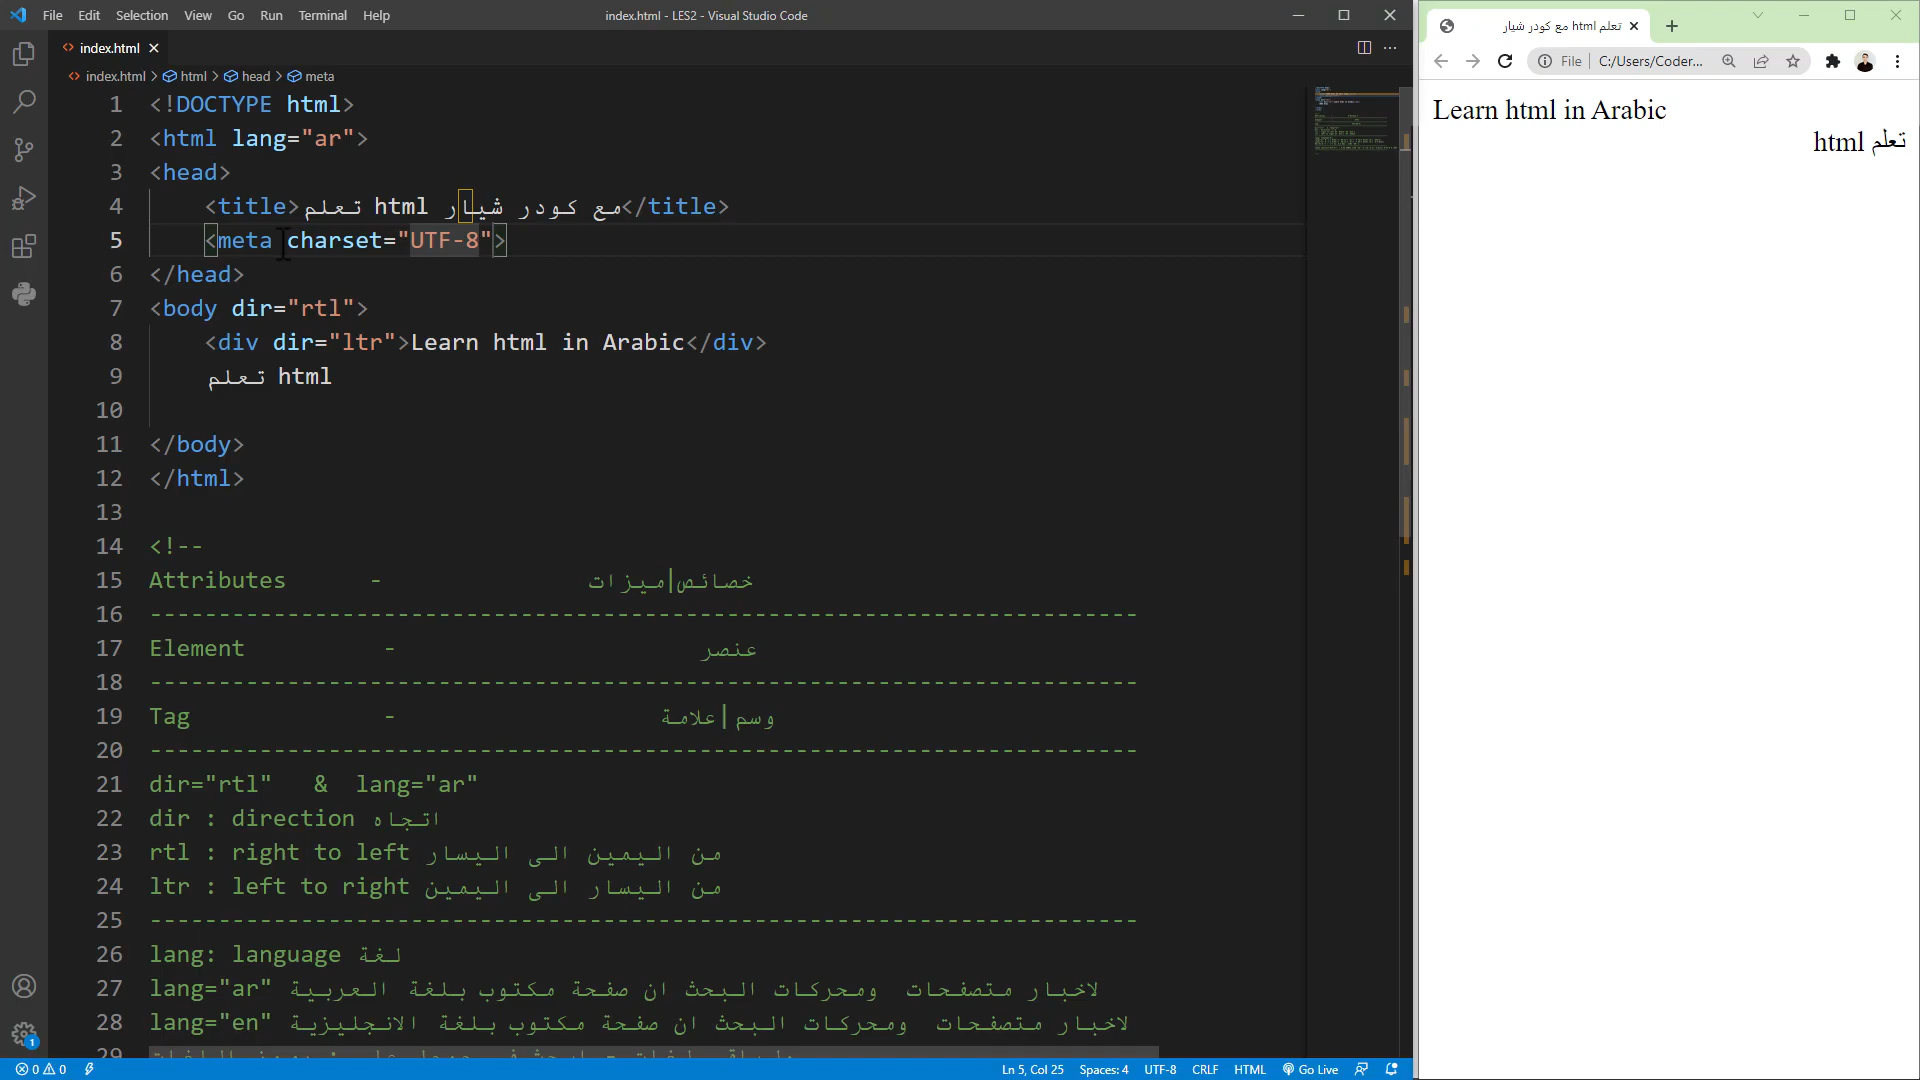 File Edit Selection View Go Run Terminal Help
index.html - LES2 - Visual Studio Code
index.html
index.html > html > head > meta
1 <!DOCTYPE html>
2 <html lang="ar">
3 <head>
4 <title>تعلم html مع كودر شيار</title>
5 <meta charset="UTF-8">
6 </head>
7 <body dir="rtl">
8 <div dir="ltr">Learn html in Arabic</div>
9 تعلم html
10
11 </body>
12 </html>
13
14 <!--
15 Attributes - خصائص|ميزات
16 ------------------------------------------------------------------------
17 Element - عنصر
18 ------------------------------------------------------------------------
19 Tag - وسم|علامة
20 ------------------------------------------------------------------------
21 dir="rtl" & lang="ar"
22 dir : direction اتجاه
23 rtl : right to left من اليمين الى اليسار
24 ltr : left to right من اليسار الى اليمين
25 ------------------------------------------------------------------------
26 lang: language لغة
27 lang="ar" لاخبار متصفحات ومحركات البحث ان صفحة مكتوب بلغة العربية
28 lang="en" لاخبار متصفحات ومحركات البحث ان صفحة مكتوب بلغة الانجليزية
29
1
0 0
Ln 5, Col 25 Spaces: 4 UTF-8 CRLF HTML Go Live
تعلم html مع كودر شيار
File C:/Users/Coder...
Learn html in Arabic
تعلم html